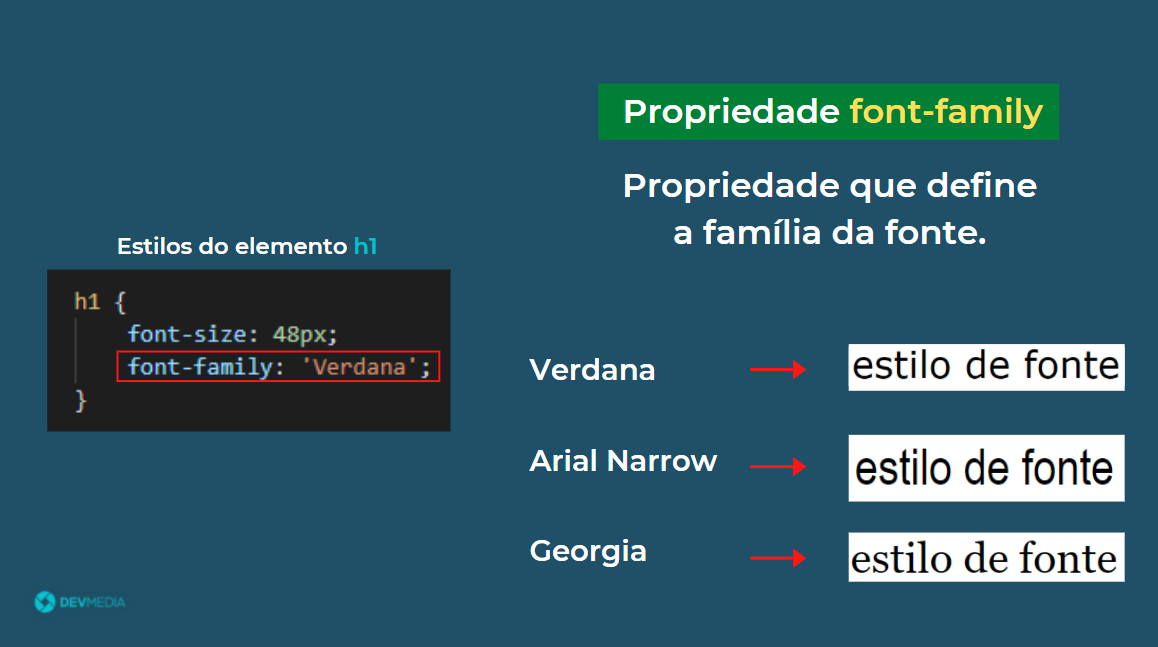 Propriedade font-family
Propriedade que define
a família da fonte.
Estilos do elemento h1
h1 {
font-size: 48px;
font-family: 'Verdana';
}
Verdana
estilo de fonte
Arial Narrow
estilo de fonte
Georgia
estilo de fonte
DEVMEDIA